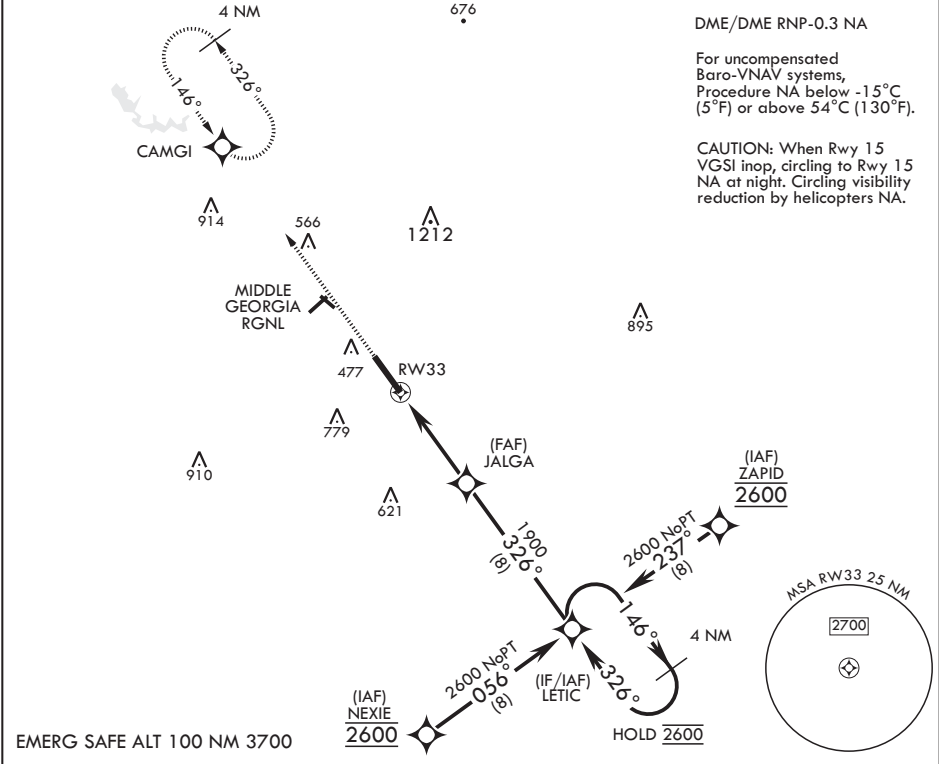 4 NM
676
DME/DME RNP-0.3 NA
For uncompensated
Baro-VNAV systems,
Procedure NA below -15°C
(5°F) or above 54°C (130°F).
CAUTION: When Rwy 15
VGSI inop, circling to Rwy 15
NA at night. Circling visibility
reduction by helicopters NA.
326°
146°
CAMGI
914
566
1212
MIDDLE
GEORGIA
RGNL
895
477
RW33
779
(FAF)
JALGA
910
621
(IAF)
ZAPID
2600
1900
326°
(8)
2600 NoPT
237°
(8)
MSA RW33 25 NM
2700
146°
4 NM
326°
2600 NoPT
056°
(8)
(IF/IAF)
LETIC
(IAF)
NEXIE
2600
HOLD 2600
EMERG SAFE ALT 100 NM 3700